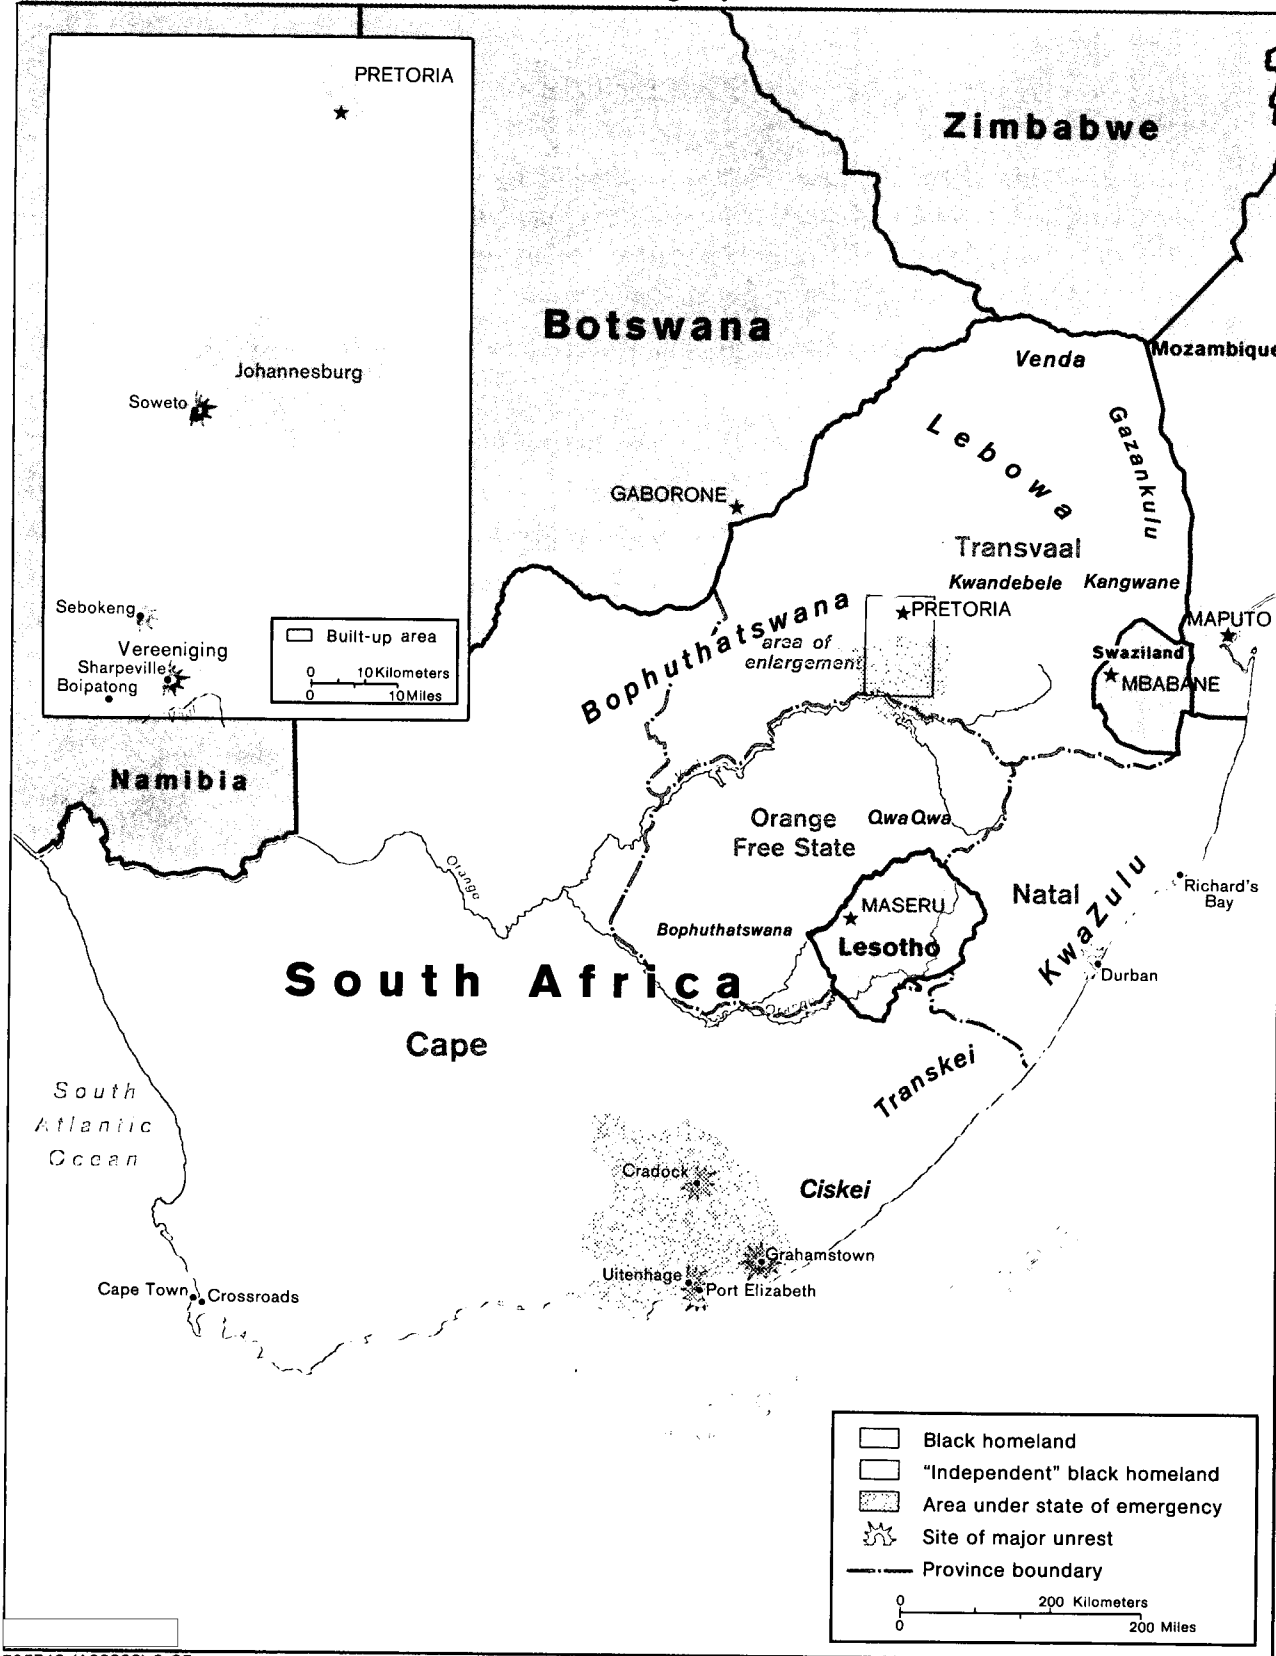 PRETORIA
Johannesburg
Soweto
Sebokeng
Vereeniging
Sharpeville
Boipatong
Vaal
Built-up area
0 10 Kilometers
0 10 Miles
Zimbabwe
Botswana
Mozambique
Venda
Lebowa
Gazankulu
GABORONE
Transvaal
Kwandebele
Kangwane
Bophuthatswana
PRETORIA
area of
enlargement
MAPUTO
Swaziland
MBABANE
Namibia
Orange
Orange
Free State
Qwa Qwa
Natal
KwaZulu
Richard's
Bay
MASERU
Lesotho
Bophuthatswana
Durban
South Africa
Orange
Cape
Transkei
South
Atlantic
Ocean
Cradock
Ciskei
Grahamstown
Uitenhage
Port Elizabeth
Cape Town
Crossroads
Black homeland
"Independent" black homeland
Area under state of emergency
Site of major unrest
Province boundary
0 200 Kilometers
0 200 Miles